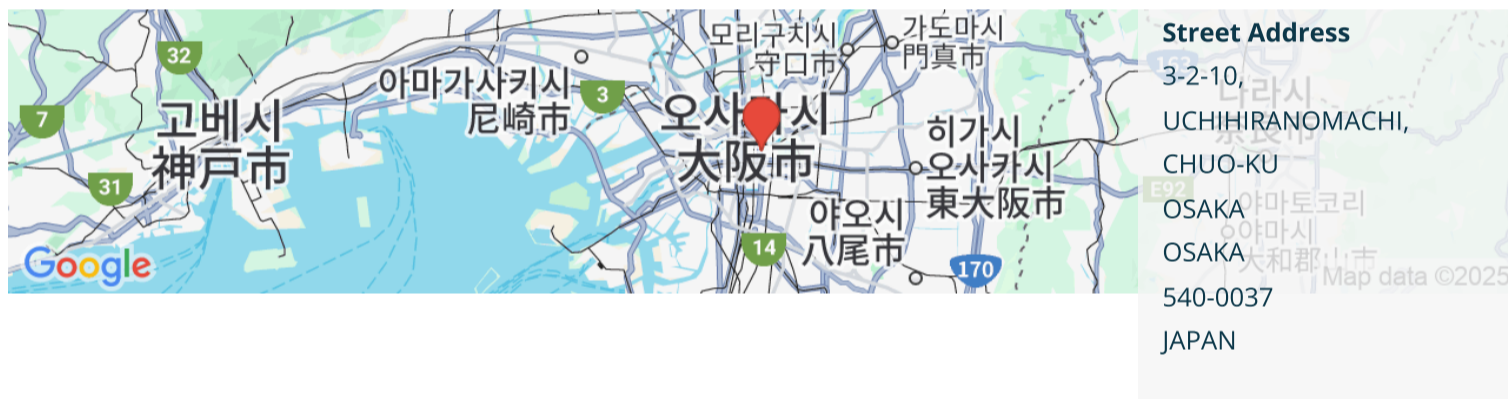 32
7
31
3
14
170
163
E92
고베시
神戸市
아마가사키시
尼崎市
모리구치시
守口市
가도마시
門真市
大阪市
히가시
오사카시
東大阪市
야오시
八尾市
나라시
奈良市
야마토코리
야마시
大和郡山市
Google
Map data ©2025
Street Address
3-2-10,
UCHIHIRANOMACHI,
CHUO-KU
OSAKA
OSAKA
540-0037
JAPAN